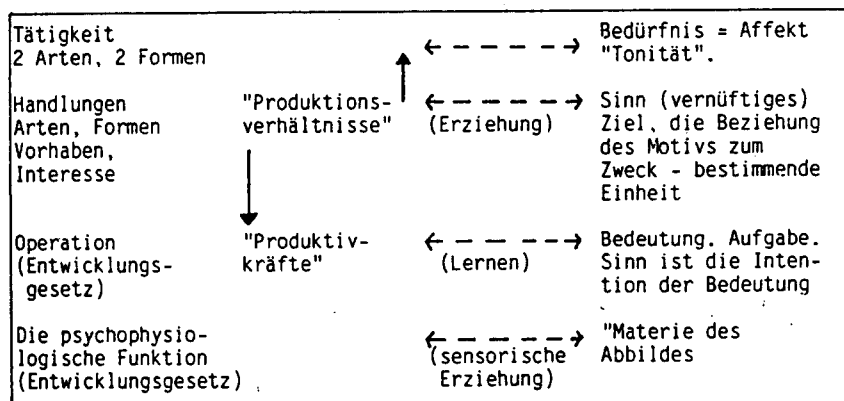 Tätigkeit
2 Arten, 2 Formen
Bedürfnis = Affekt
"Tonität".
Handlungen
Arten, Formen
Vorhaben,
Interesse
"Produktions-
verhältnisse"
(Erziehung)
Sinn (vernüftiges)
Ziel, die Beziehung
des Motivs zum
Zweck - bestimmende
Einheit
Operation
(Entwicklungs-
gesetz)
"Produktiv-
kräfte"
(Lernen)
Bedeutung. Aufgabe.
Sinn ist die Inten-
tion der Bedeutung
Die psychophysio-
logische Funktion
(Entwicklungsgesetz)
(sensorische
Erziehung)
"Materie des
Abbildes